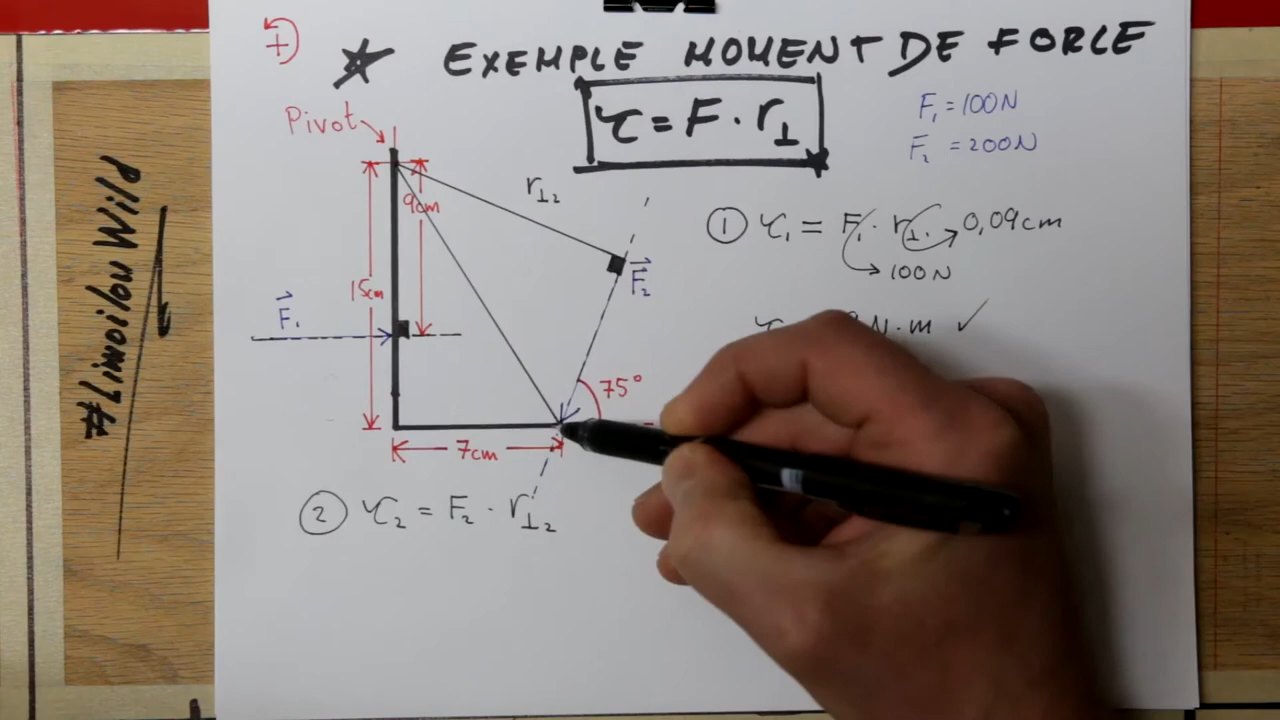 ★ EXEMPLE MOMENT DE FORCE
τ = F · r⊥
F₁ = 100N
F₂ = 200N
+
Pivot
9cm
15cm
r⊥₂
F₁
F₂
75°
7cm
① τ₁ = F₁ · r⊥₁ → 0,09cm
→ 100N
N·m ✓
② τ₂ = F₂ · r⊥₂
#Limoilou Wild